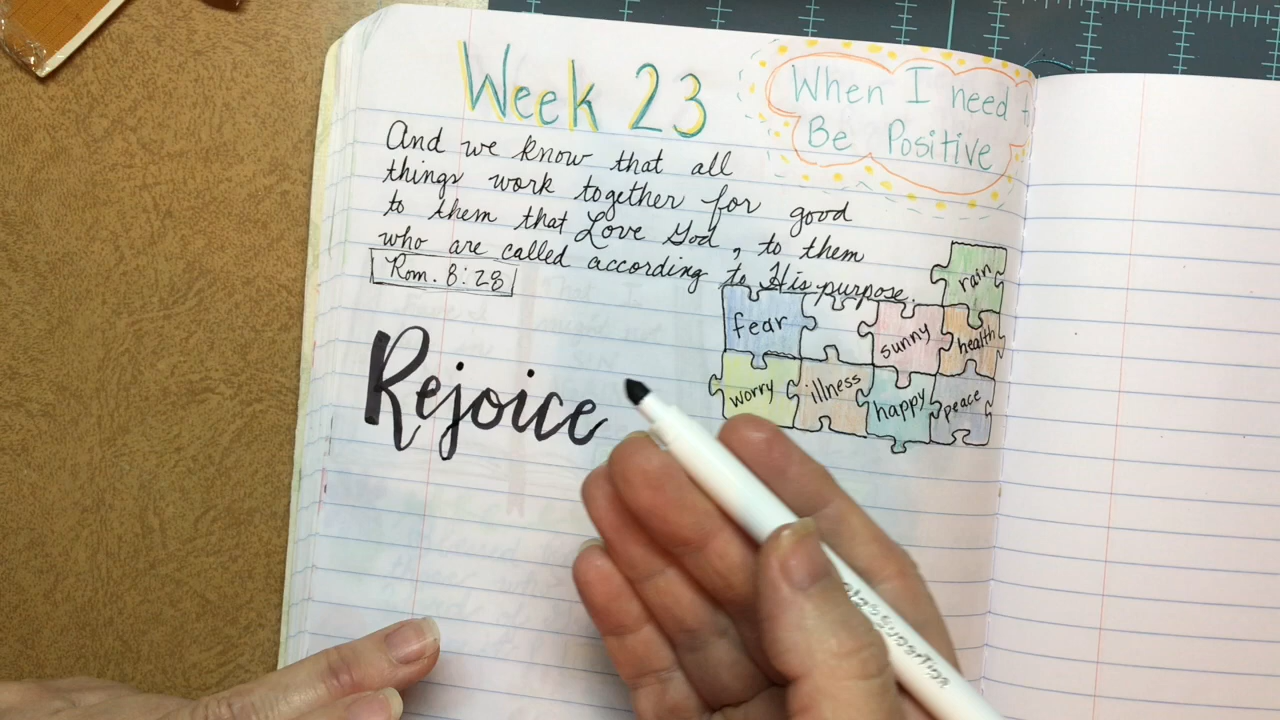 Week 23
When I need
Be Positive
And we know that all
things work together for good
to them that Love God, to them
who are called according to His purpose.
Rom. 8:28
rain
fear
sunny
health
worry
illness
happy
peace
Rejoice